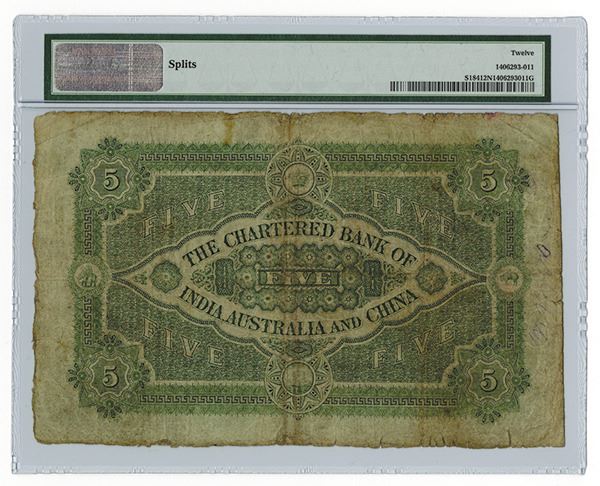 Splits
Twelve
1406293-011
S18412N1406293011G
5
5
FIVE
FIVE
THE CHARTERED BANK OF
FIVE
INDIA, AUSTRALIA AND CHINA
FIVE
FIVE
5
5